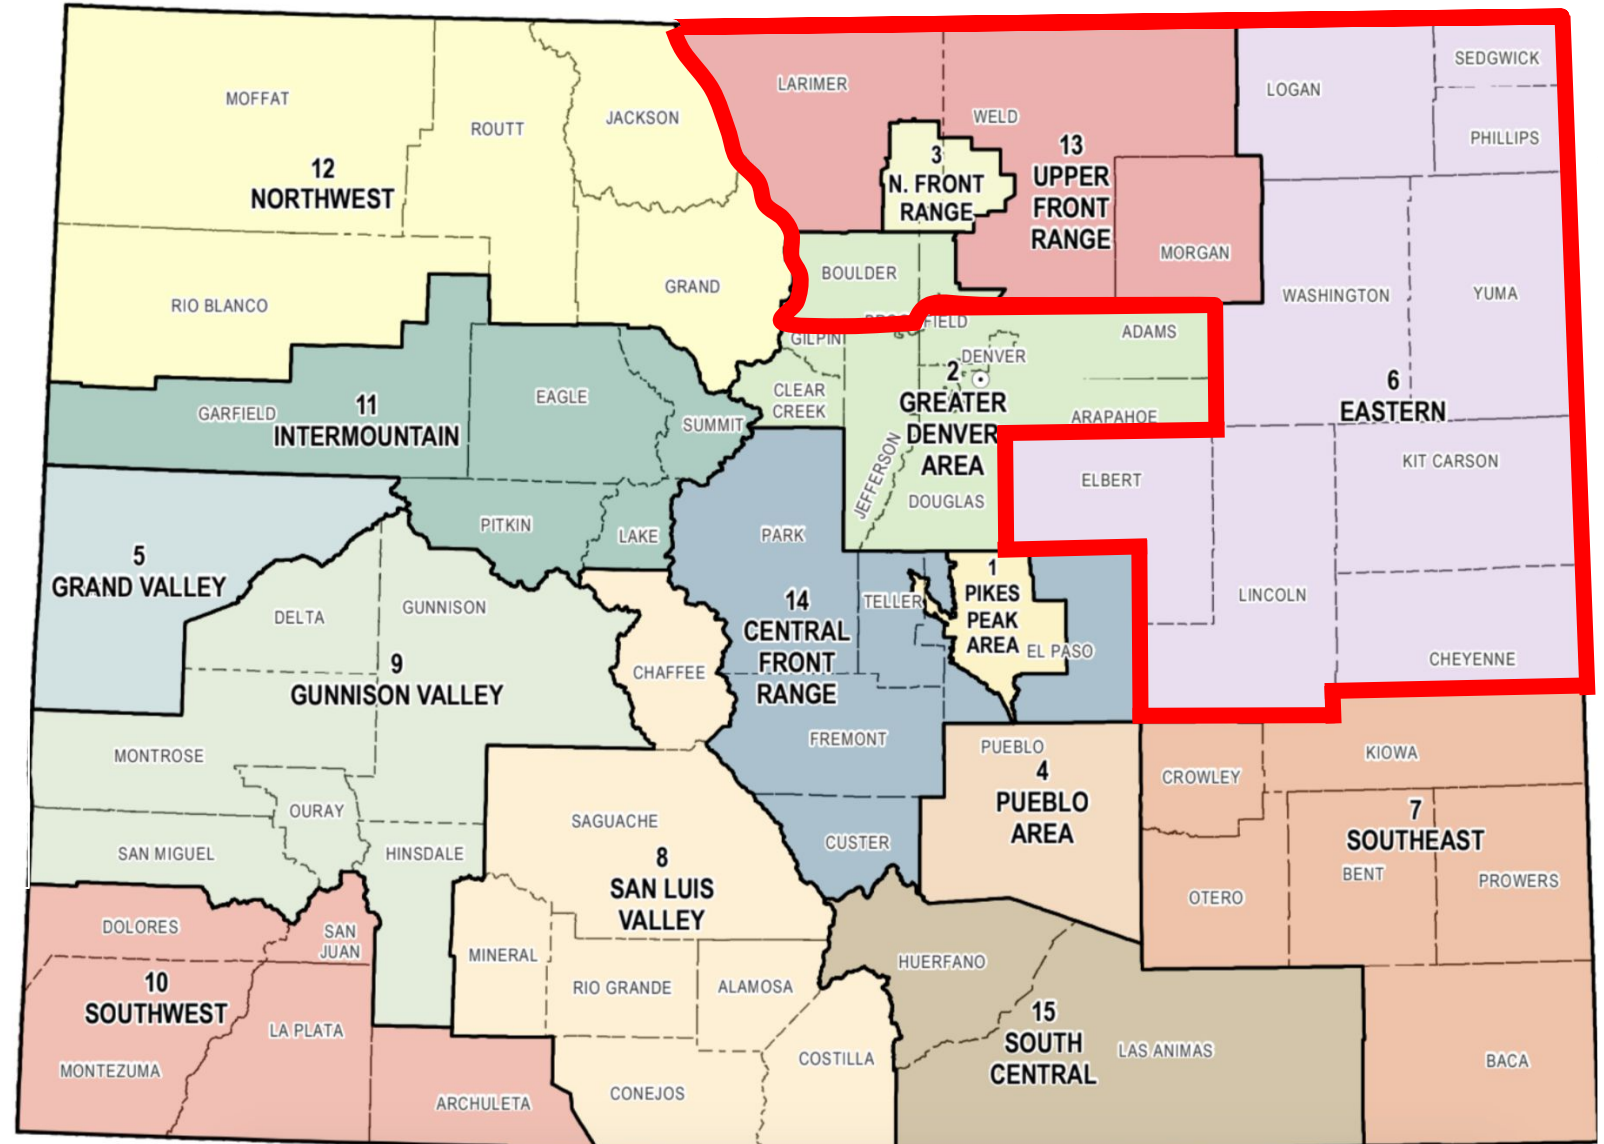 MOFFAT
ROUTT
JACKSON
12
NORTHWEST
RIO BLANCO
GRAND
LARIMER
WELD
3
N. FRONT
RANGE
13
UPPER
FRONT
RANGE
MORGAN
LOGAN
SEDGWICK
PHILLIPS
WASHINGTON
YUMA
BOULDER
BROOMFIELD
GILPIN
ADAMS
DENVER
2
GREATER
DENVER
AREA
CLEAR
CREEK
ARAPAHOE
JEFFERSON
DOUGLAS
6
EASTERN
ELBERT
KIT CARSON
LINCOLN
CHEYENNE
GARFIELD
11
INTERMOUNTAIN
EAGLE
SUMMIT
PITKIN
LAKE
5
GRAND VALLEY
DELTA
GUNNISON
9
GUNNISON VALLEY
MONTROSE
OURAY
SAN MIGUEL
HINSDALE
PARK
14
CENTRAL
FRONT
RANGE
TELLER
1
PIKES
PEAK
AREA
EL PASO
CHAFFEE
FREMONT
CUSTER
PUEBLO
4
PUEBLO
AREA
CROWLEY
KIOWA
7
SOUTHEAST
BENT
PROWERS
OTERO
BACA
SAGUACHE
8
SAN LUIS
VALLEY
MINERAL
RIO GRANDE
ALAMOSA
CONEJOS
COSTILLA
DOLORES
SAN
JUAN
10
SOUTHWEST
LA PLATA
MONTEZUMA
ARCHULETA
HUERFANO
15
SOUTH
CENTRAL
LAS ANIMAS